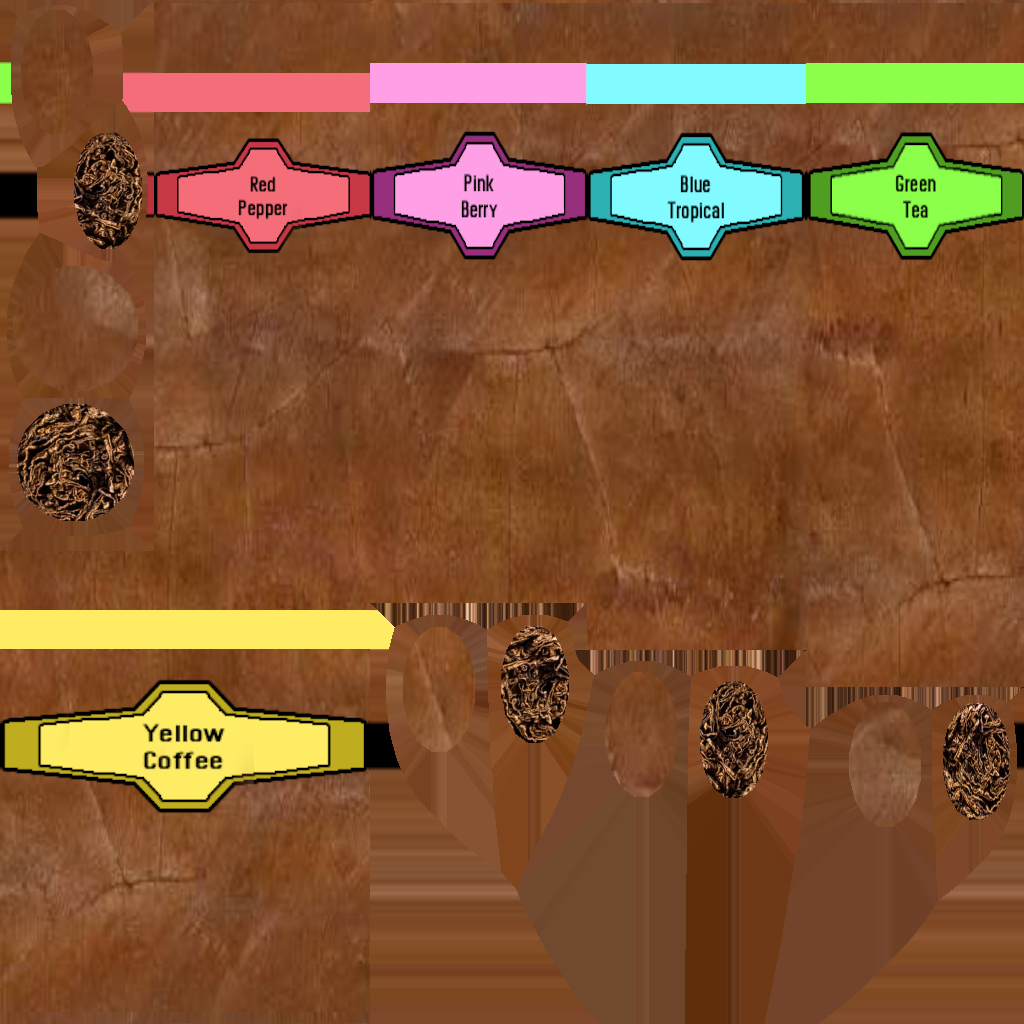 Red
Pepper
Pink
Berry
Blue
Tropical
Green
Tea
Yellow
Coffee